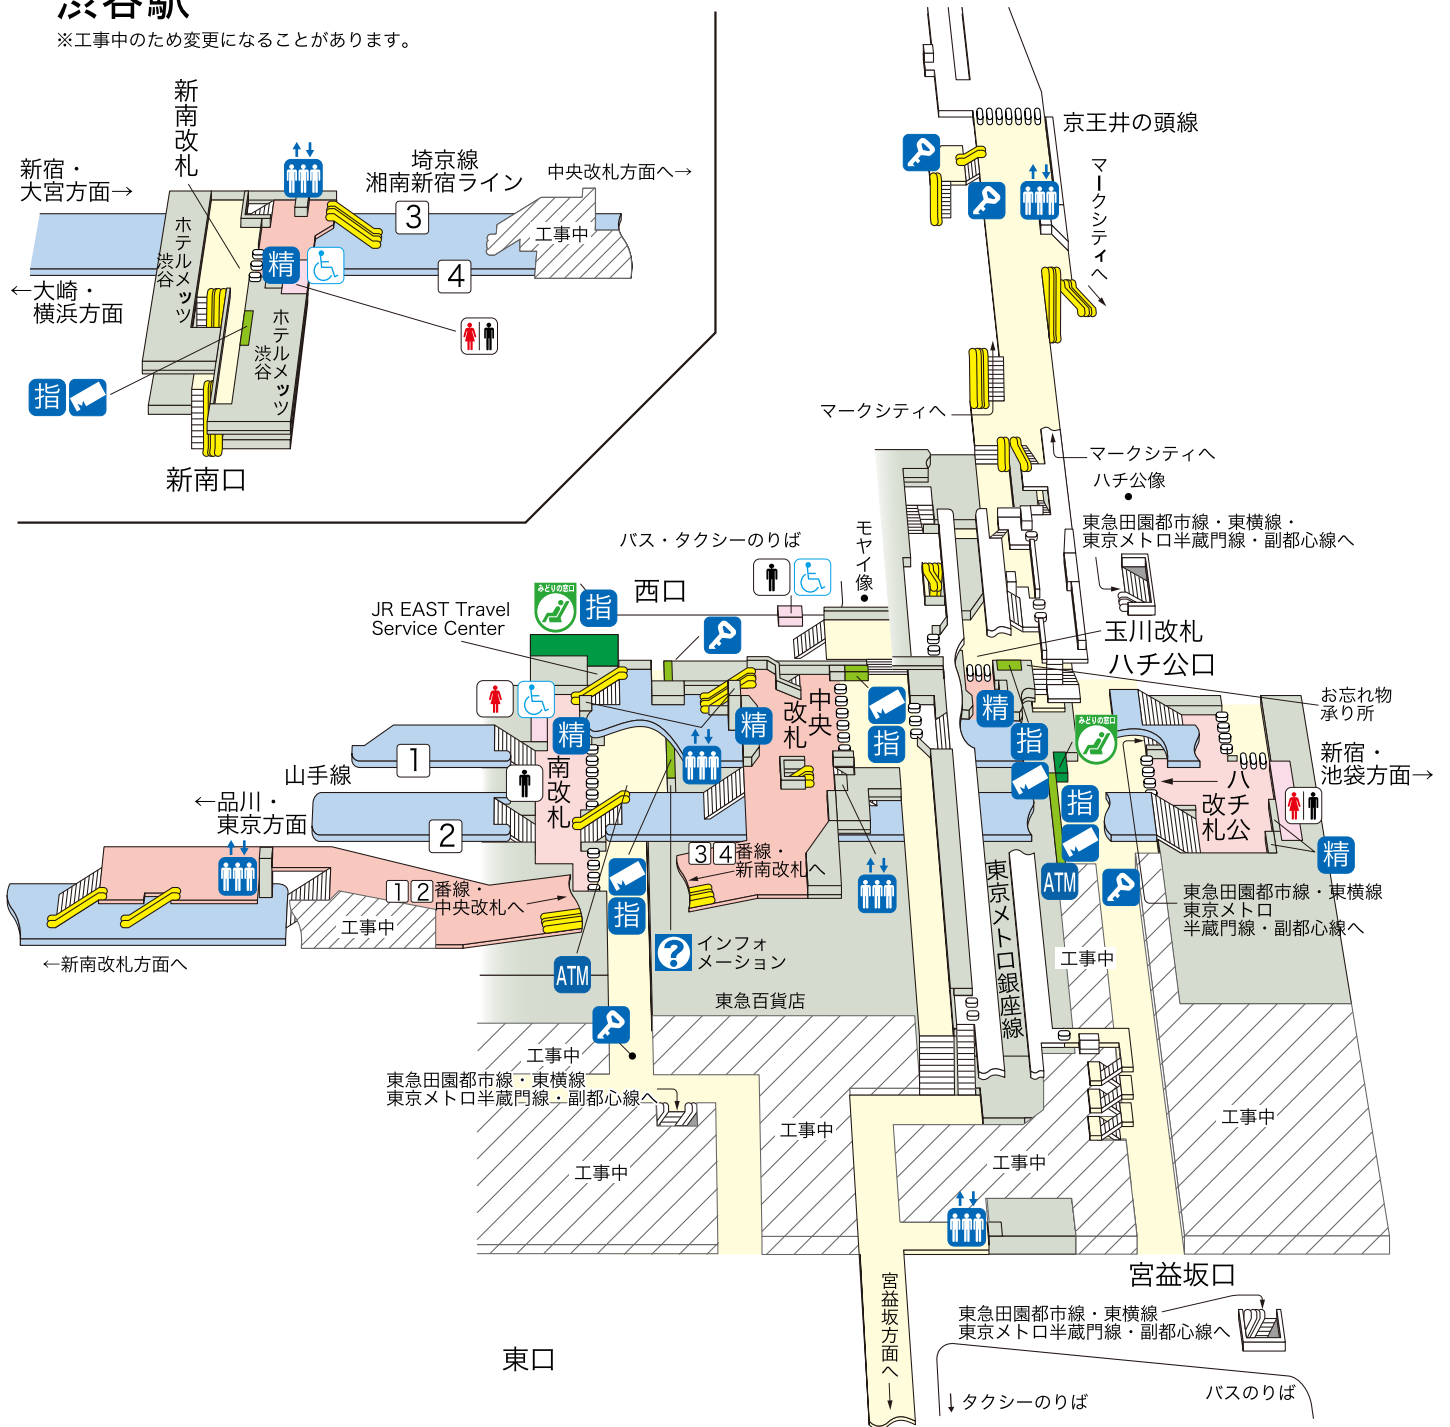 渋谷駅
※工事中のため変更になることがあります。
新南改札
新宿・
大宮方面→
埼京線
湘南新宿ライン
中央改札方面へ→
3
工事中
ホテルメッツ
渋谷
精
4
←大崎・
横浜方面
ホテルメッツ
渋谷
指
新南口
京王井の頭線
マークシティへ
マークシティへ
マークシティへ
ハチ公像
東急田園都市線・東横線・
東京メトロ半蔵門線・副都心線へ
バス・タクシーのりば
モヤイ像
みどりの窓口
指
西口
JR EAST Travel
Service Center
玉川改札
ハチ公口
お忘れ物
承り所
中央
改札
精
精
精
指
指
みどりの窓口
新宿・
池袋方面→
1
山手線
南改札
ハチ公
改札
←品川・
東京方面
2
指
精
3 4 番線・
新南改札へ
1 2 番線・
中央改札へ
工事中
←新南改札方面へ
指
ATM
ATM
東京メトロ銀座線
東急田園都市線・東横線
東京メトロ
半蔵門線・副都心線へ
?
インフォ
メーション
工事中
東急百貨店
工事中
東急田園都市線・東横線
東京メトロ半蔵門線・副都心線へ
工事中
工事中
工事中
工事中
宮益坂口
宮益坂方面へ
東急田園都市線・東横線
東京メトロ半蔵門線・副都心線へ
東口
↓タクシーのりば
バスのりば